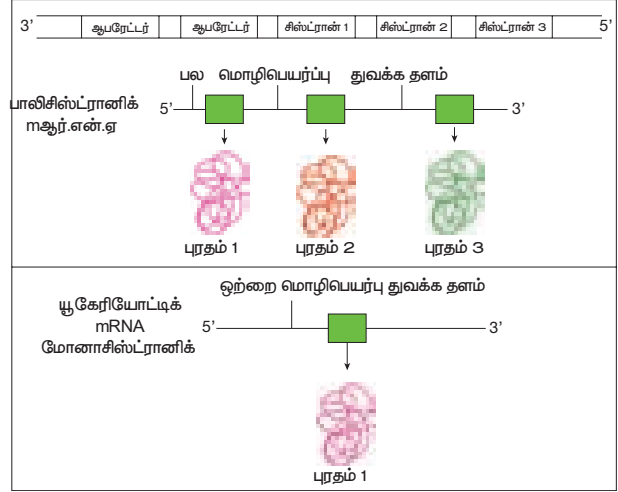 3’ ஆபரேட்டர் ஆபரேட்டர் சிஸ்ட்ரான் 1 சிஸ்ட்ரான் 2 சிஸ்ட்ரான் 3 5’
பல மொழிபெயர்ப்பு துவக்க தளம்
பாலிசிஸ்ட்ரானிக்
mஆர்.என்.ஏ
5’ 3’
புரதம் 1 புரதம் 2 புரதம் 3
ஒற்றை மொழிபெயர்பு துவக்க தளம்
யூகேரியோட்டிக்
mRNA
மோனாசிஸ்ட்ரானிக்
5’ 3’
புரதம் 1